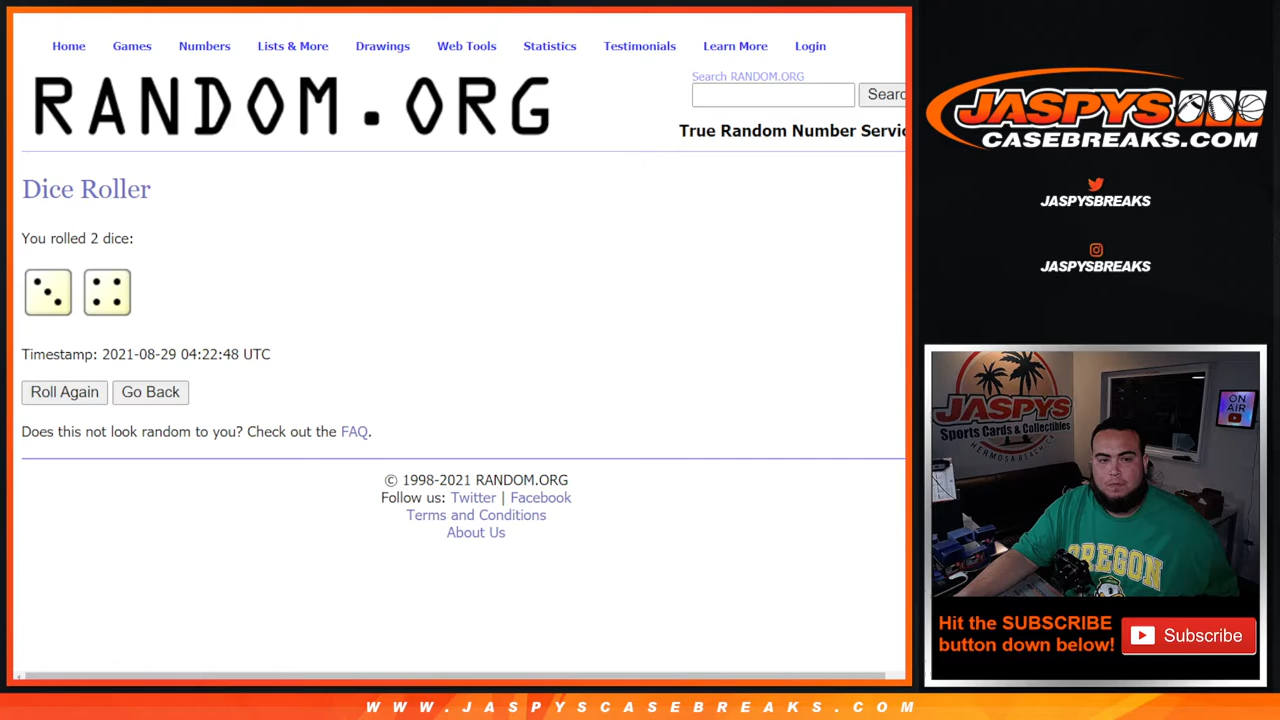 Home Games Numbers Lists & More Drawings Web Tools Statistics Testimonials Learn More Login
RANDOM.ORG
Search RANDOM.ORG
Searc
True Random Number Servic
Dice Roller
You rolled 2 dice:
Timestamp: 2021-08-29 04:22:48 UTC
Roll Again Go Back
Does this not look random to you? Check out the FAQ.
© 1998-2021 RANDOM.ORG
Follow us: Twitter | Facebook
Terms and Conditions
About Us
JASPYS
CASEBREAKS.COM
JASPYSBREAKS
JASPYSBREAKS
JASPYS
Sports Cards & Collectibles
HERMOSA BEACH CA
ON
AIR
OREGON
Hit the SUBSCRIBE
button down below!
Subscribe
WWW.JASPYSCASEBREAKS.COM